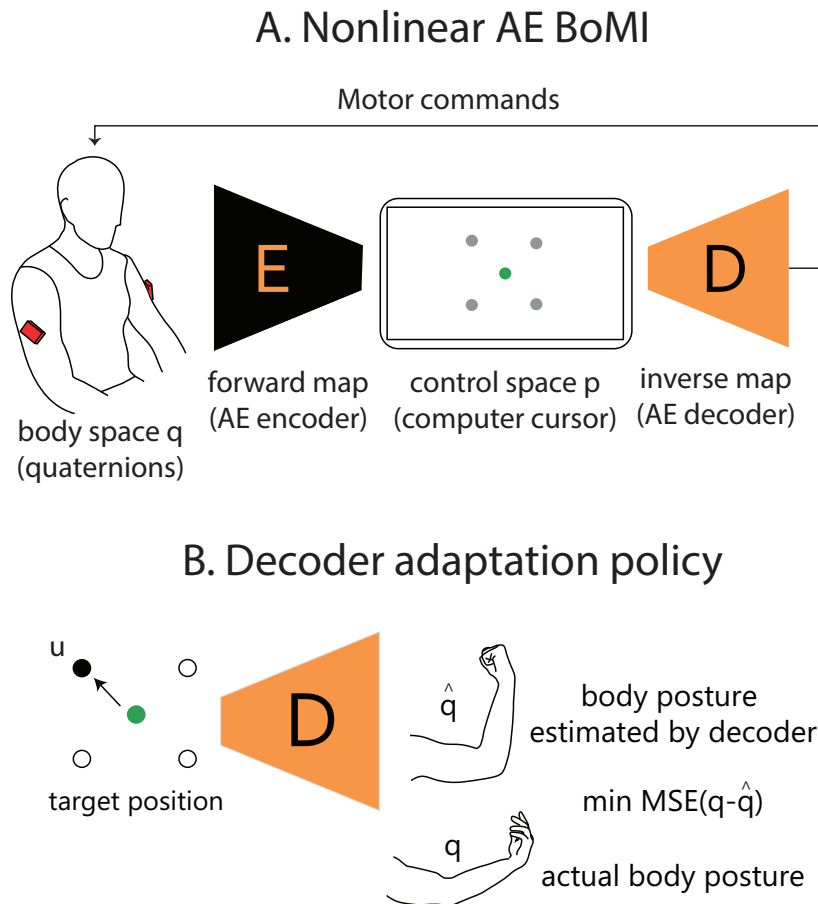 A. Nonlinear AE BoMI
Motor commands
E
D
forward map
(AE encoder)
control space p
(computer cursor)
inverse map
(AE decoder)
body space q
(quaternions)
B. Decoder adaptation policy
u
D
target position
q̂
body posture
estimated by decoder
min MSE(q-q̂)
q
actual body posture